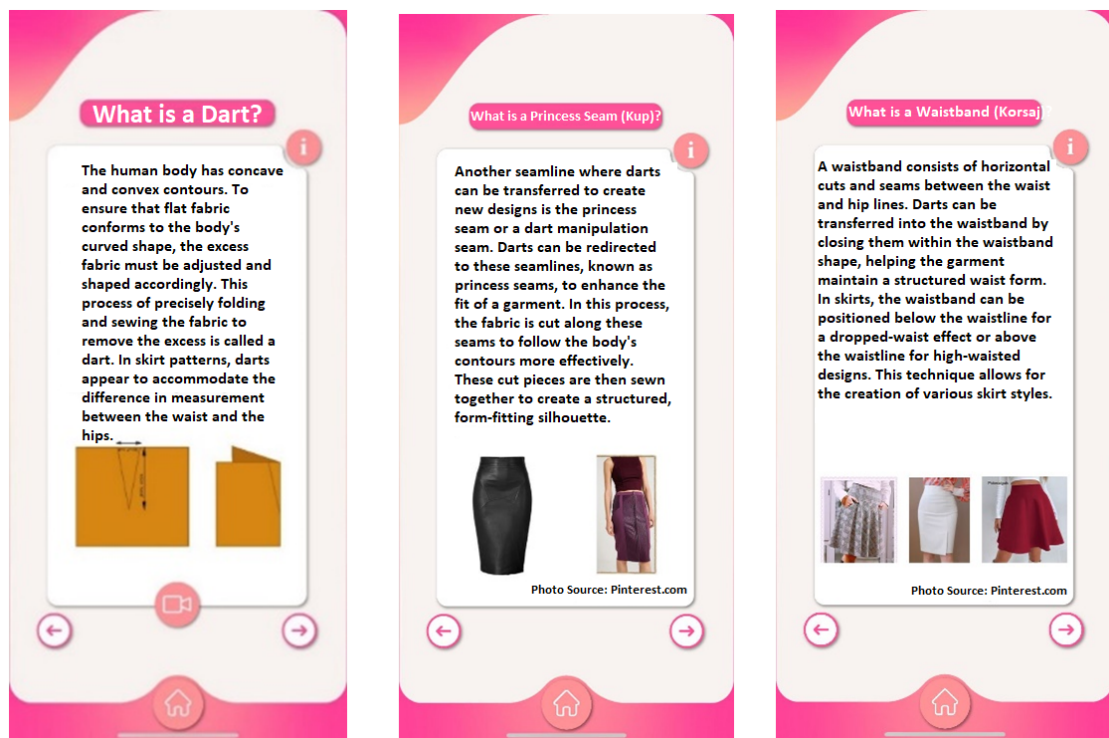 What is a Dart?
The human body has concave
and convex contours. To
ensure that flat fabric
conforms to the body's
curved shape, the excess
fabric must be adjusted and
shaped accordingly. This
process of precisely folding
and sewing the fabric to
remove the excess is called a
dart. In skirt patterns, darts
appear to accommodate the
difference in measurement
between the waist and the
hips.
What is a Princess Seam (Kup)?
i
Another seamline where darts
can be transferred to create
new designs is the princess
seam or a dart manipulation
seam. Darts can be redirected
to these seamlines, known as
princess seams, to enhance the
fit of a garment. In this process,
the fabric is cut along these
seams to follow the body's
contours more effectively.
These cut pieces are then sewn
together to create a structured,
form-fitting silhouette.
Photo Source: Pinterest.com
What is a Waistband (Korsaj)?
i
A waistband consists of horizontal
cuts and seams between the waist
and hip lines. Darts can be
transferred into the waistband by
closing them within the waistband
shape, helping the garment
maintain a structured waist form.
In skirts, the waistband can be
positioned below the waistline for
a dropped-waist effect or above
the waistline for high-waisted
designs. This technique allows for
the creation of various skirt styles.
Photo Source: Pinterest.com